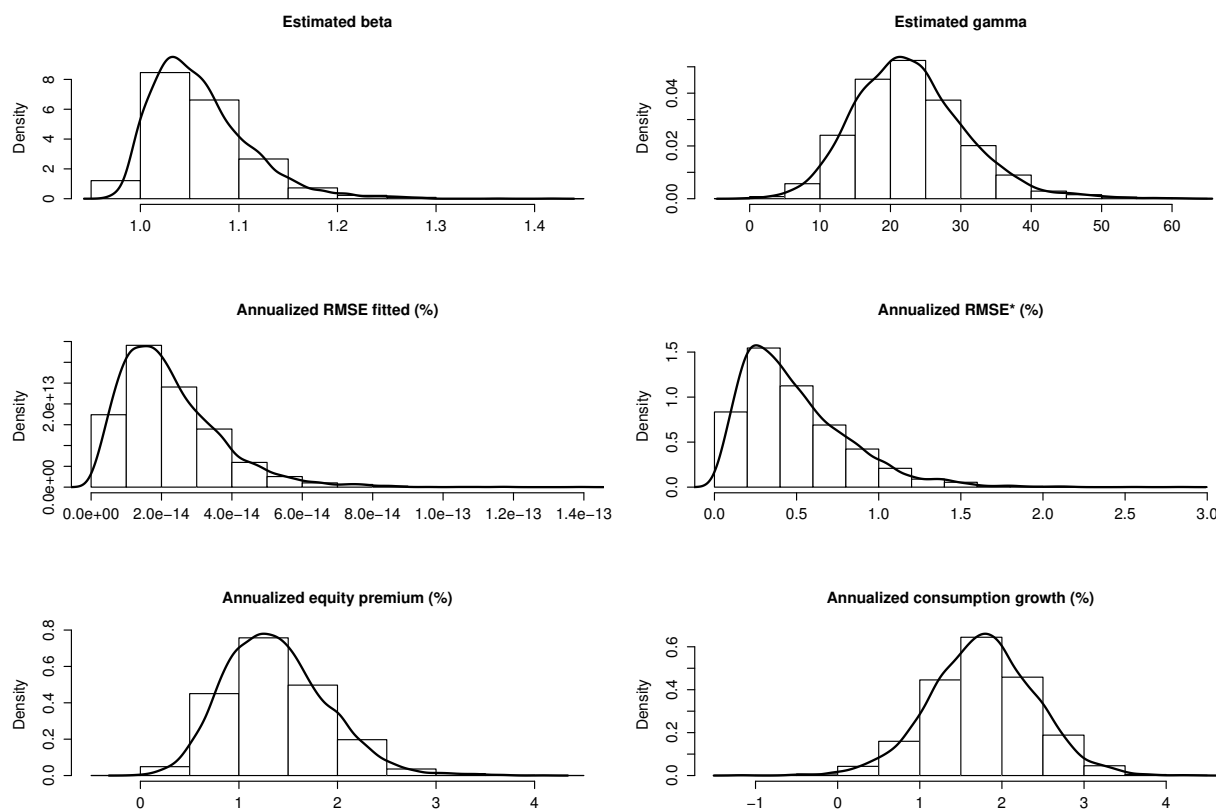 Estimated beta
Density
0 2 4 6 8
1.0 1.1 1.2 1.3 1.4
Estimated gamma
Density
0.00 0.02 0.04
0 10 20 30 40 50 60
Annualized RMSE fitted (%)
Density
0.0e+00 2.0e+13
0.0e+00 2.0e−14 4.0e−14 6.0e−14 8.0e−14 1.0e−13 1.2e−13 1.4e−13
Annualized RMSE* (%)
Density
0.0 0.5 1.0 1.5
0.0 0.5 1.0 1.5 2.0 2.5 3.0
Annualized equity premium (%)
Density
0.0 0.2 0.4 0.6 0.8
0 1 2 3 4
Annualized consumption growth (%)
Density
0.0 0.2 0.4 0.6
−1 0 1 2 3 4